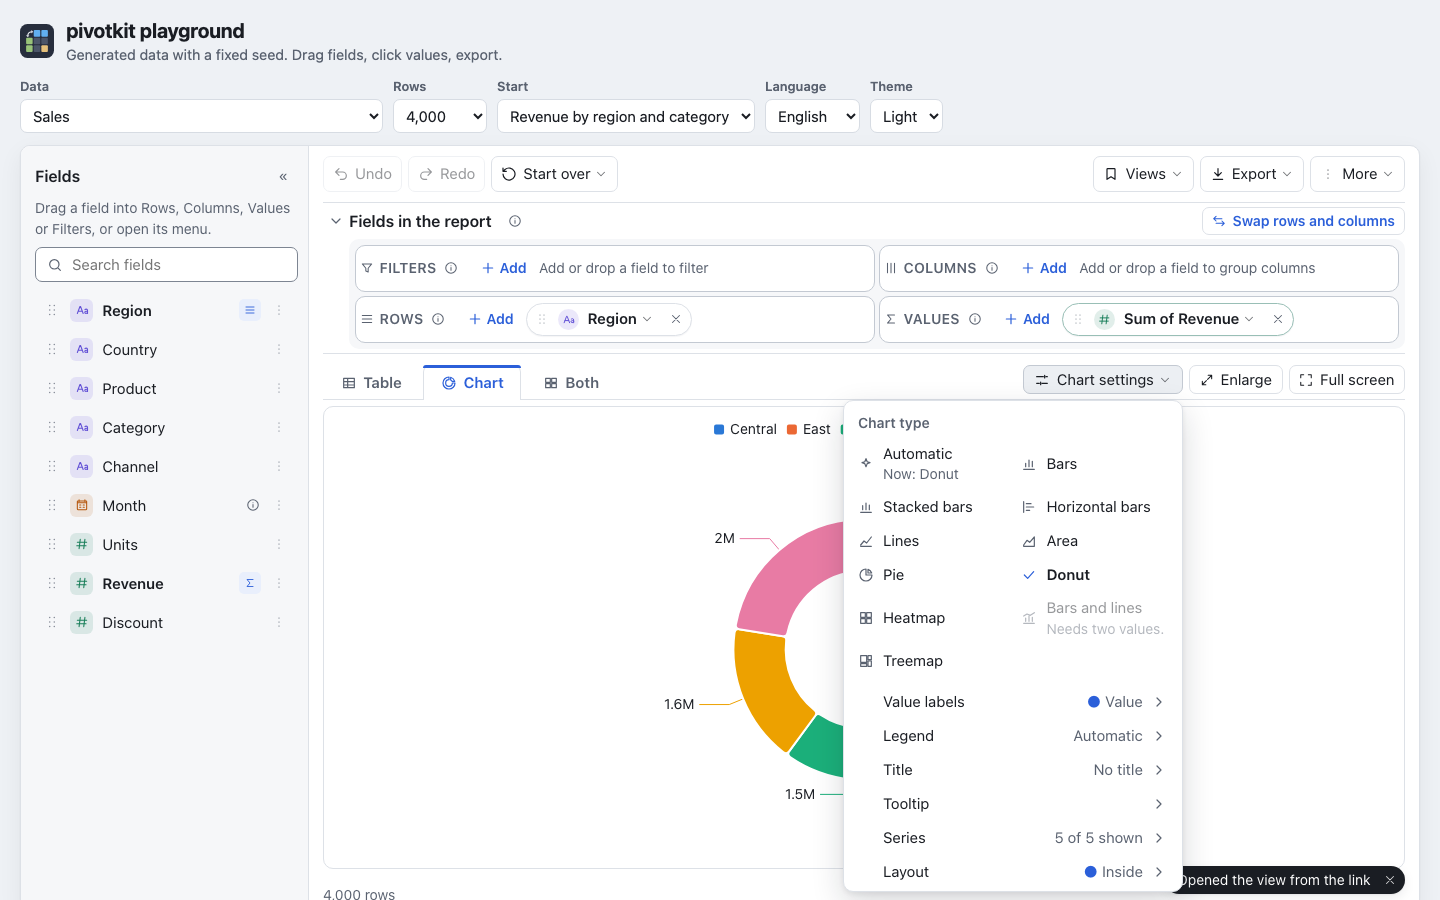 pivotkit playground
Generated data with a fixed seed. Drag fields, click values, export.
Data
Rows
Start
Language
Theme
Sales
4,000
Revenue by region and category
English
Light
Fields
«
Drag a field into Rows, Columns, Values
or Filters, or open its menu.
Search fields
Aa Region
Aa Country
Aa Product
Aa Category
Aa Channel
Month
# Units
# Revenue Σ
# Discount
Undo
Redo
Start over
Views
Export
More
Fields in the report
Swap rows and columns
FILTERS
+ Add
Add or drop a field to filter
COLUMNS
+ Add
Add or drop a field to group columns
ROWS
+ Add
Aa Region
Σ VALUES
+ Add
# Sum of Revenue
Table
Chart
Both
Chart settings
Enlarge
Full screen
Central
East
2M
1.6M
1.5M
Chart type
Automatic
Now: Donut
Bars
Stacked bars
Horizontal bars
Lines
Area
Pie
Donut
Heatmap
Bars and lines
Needs two values.
Treemap
Value labels
Value
Legend
Automatic
Title
No title
Tooltip
Series
5 of 5 shown
Layout
Inside
4,000 rows
Opened the view from the link